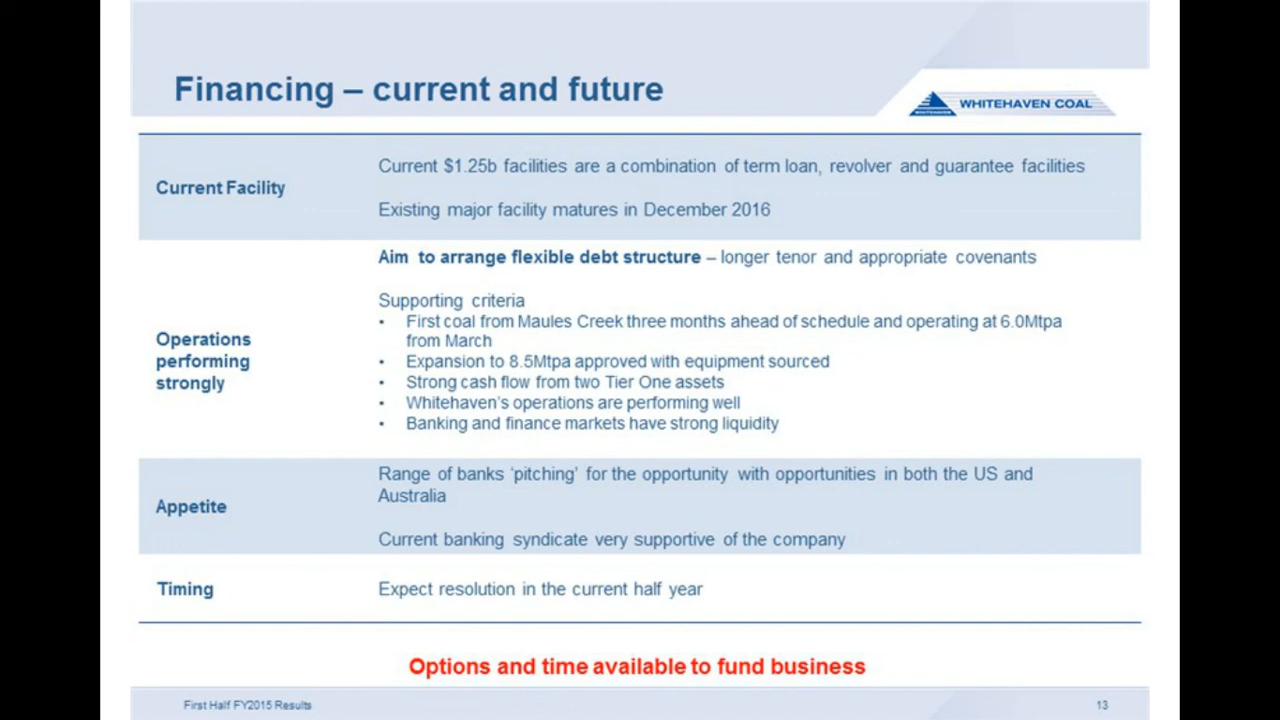 Financing – current and future
WHITEHAVEN
WHITEHAVEN COAL
Current Facility
Current $1.25b facilities are a combination of term loan, revolver and guarantee facilities
Existing major facility matures in December 2016
Operations
performing
strongly
Aim to arrange flexible debt structure – longer tenor and appropriate covenants
Supporting criteria
• First coal from Maules Creek three months ahead of schedule and operating at 6.0Mtpa
from March
• Expansion to 8.5Mtpa approved with equipment sourced
• Strong cash flow from two Tier One assets
• Whitehaven's operations are performing well
• Banking and finance markets have strong liquidity
Appetite
Range of banks ‘pitching’ for the opportunity with opportunities in both the US and
Australia
Current banking syndicate very supportive of the company
Timing
Expect resolution in the current half year
Options and time available to fund business
First Half FY2015 Results
13